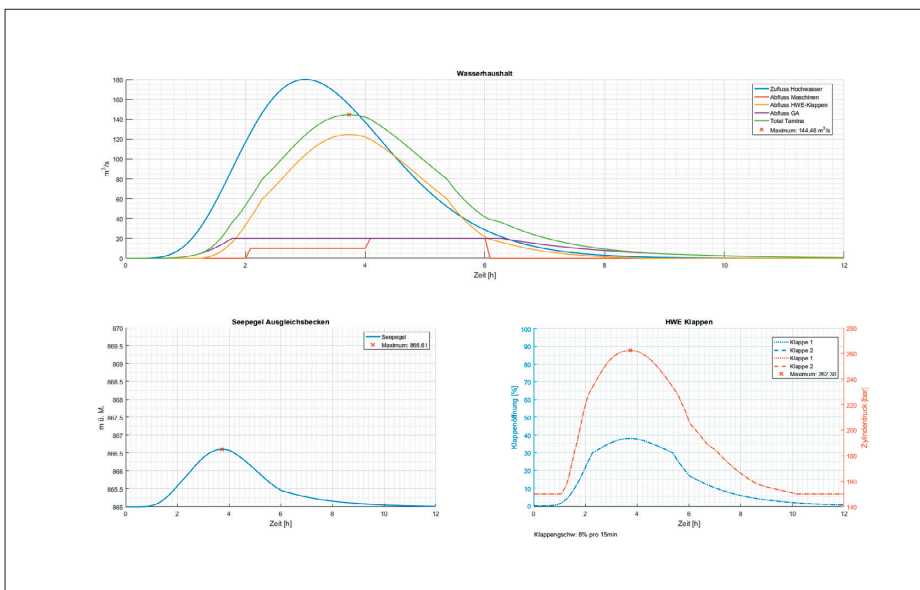 Wasserhaushalt
180
160
140
120
100
80
60
40
20
0
m³/s
0 2 4 6 8 10 12
Zeit [h]
Zufluss Hochwasser
Abfluss Maschinen
Abfluss HWE-Klappen
Abfluss GA
Total Tamina
Maximum: 144.46 m³/s
Seepegel Ausgleichsbecken
870
869.5
869
868.5
868
867.5
867
866.5
866
865.5
865
m ü. M.
0 2 4 6 8 10 12
Zeit [h]
Seepegel
Maximum: 866.61
HWE Klappen
100
90
80
70
60
50
40
30
20
10
0
Klappenöffnung [%]
0 2 4 6 8 10 12
Zeit [h]
280
260
240
220
200
180
160
140
Zylinderdruck [bar]
Klappe 1
Klappe 2
Klappe 1
Klappe 2
Maximum: 262.30
Klappengschw: 8% pro 15min